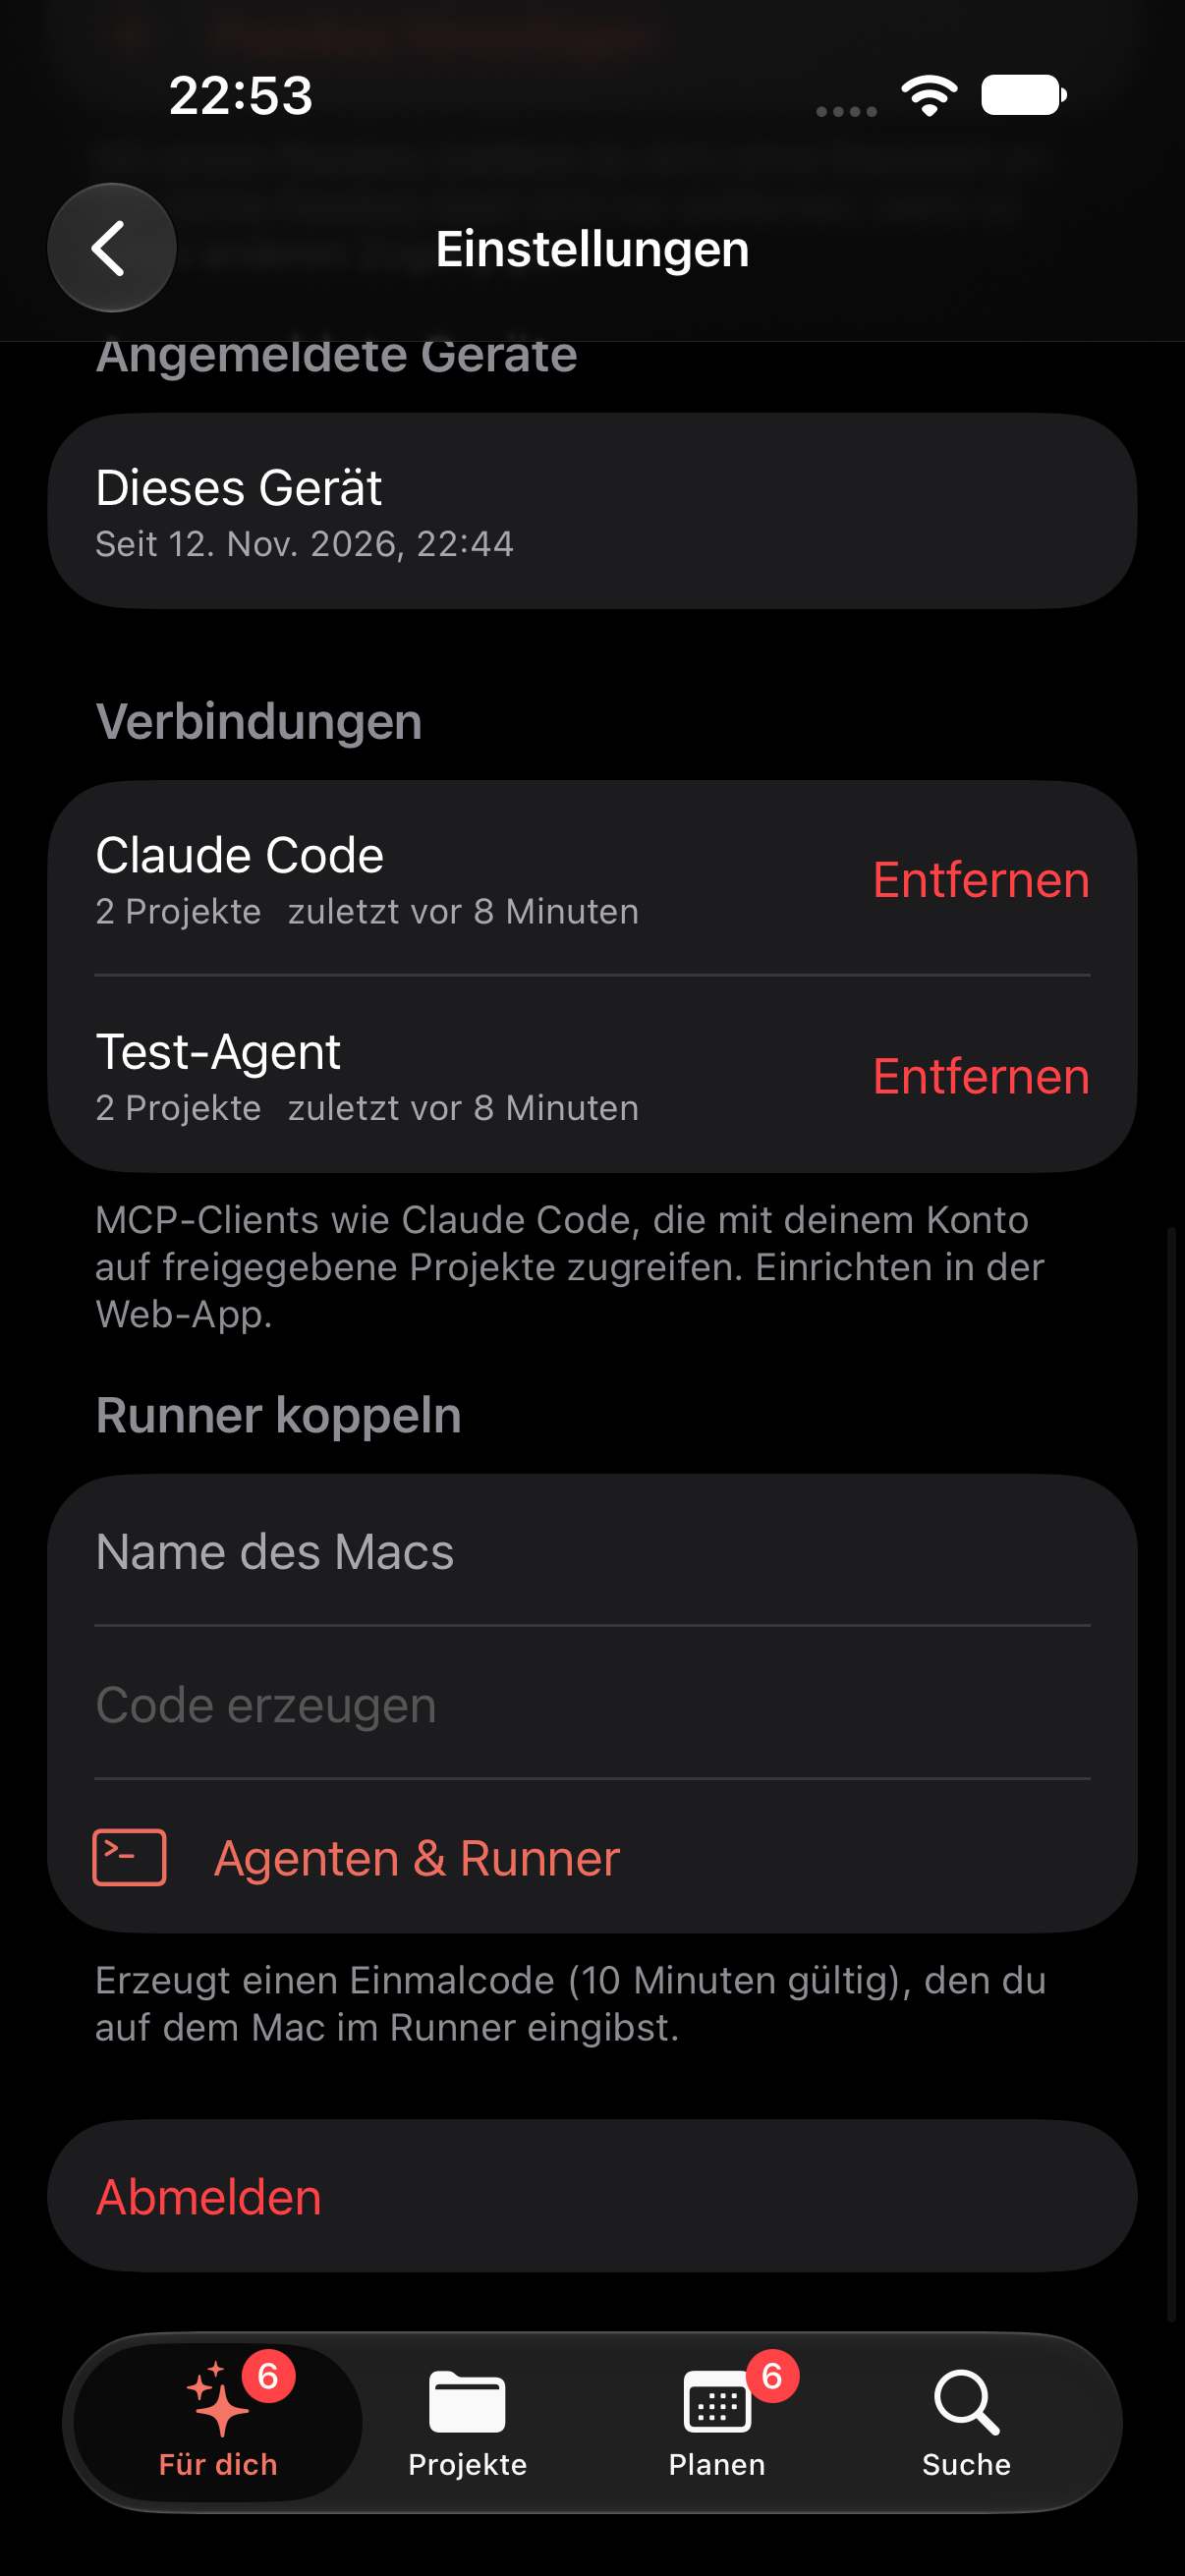 22:53
Einstellungen
Angemeldete Geräte
Dieses Gerät
Seit 12. Nov. 2026, 22:44
Verbindungen
Claude Code
2 Projekte zuletzt vor 8 Minuten
Entfernen
Test-Agent
2 Projekte zuletzt vor 8 Minuten
Entfernen
MCP-Clients wie Claude Code, die mit deinem Konto
auf freigegebene Projekte zugreifen. Einrichten in der
Web-App.
Runner koppeln
Name des Macs
Code erzeugen
>_ Agenten & Runner
Erzeugt einen Einmalcode (10 Minuten gültig), den du
auf dem Mac im Runner eingibst.
Abmelden
6
6
Für dich
Projekte
Planen
Suche